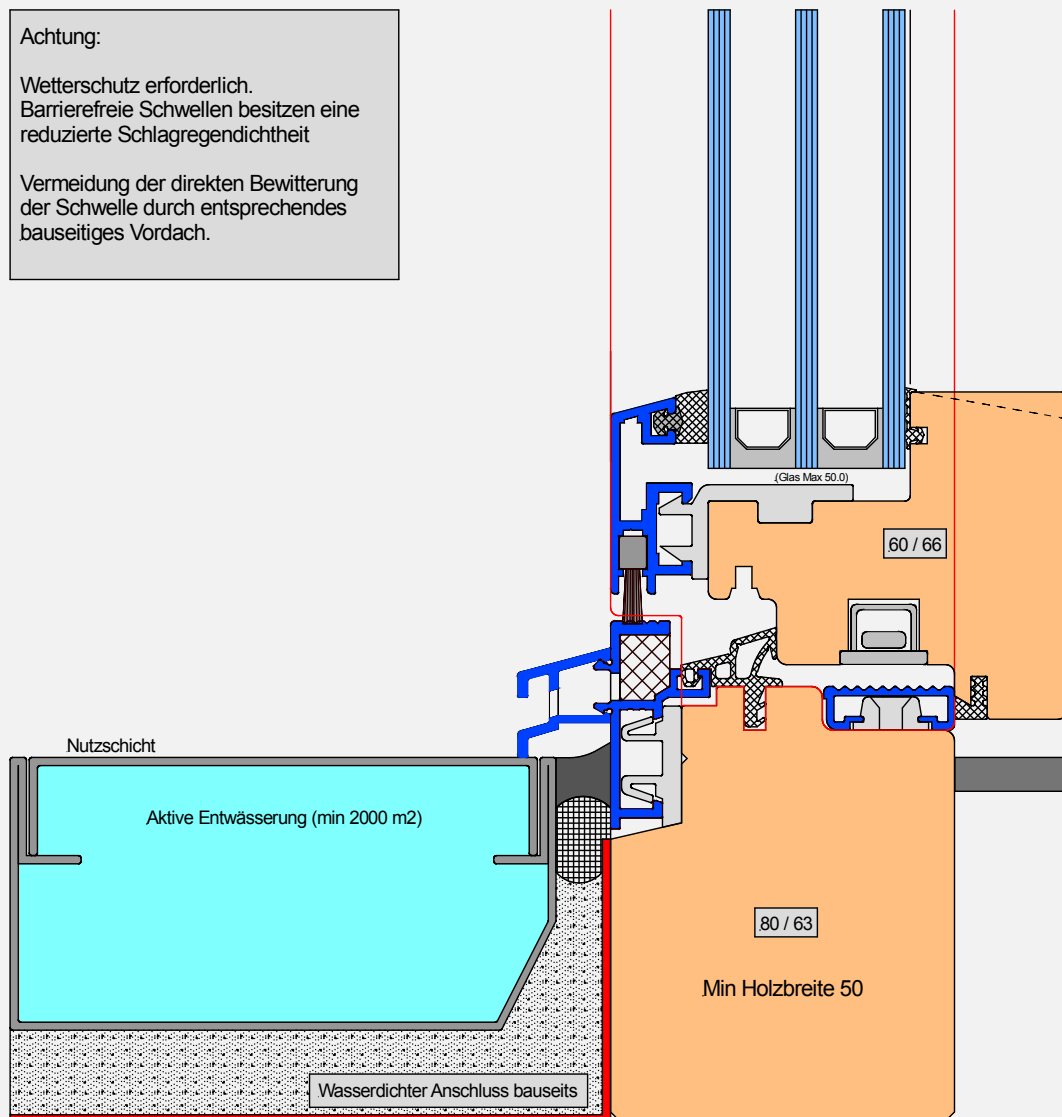 Achtung:
Wetterschutz erforderlich.
Barrierefreie Schwellen besitzen eine
reduzierte Schlagregendichtheit
Vermeidung der direkten Bewitterung
der Schwelle durch entsprechendes
bauseitiges Vordach.
(Glas Max 50.0)
60 / 66
Nutzschicht
Aktive Entwässerung (min 2000 m2)
80 / 63
Min Holzbreite 50
Wasserdichter Anschluss bauseits